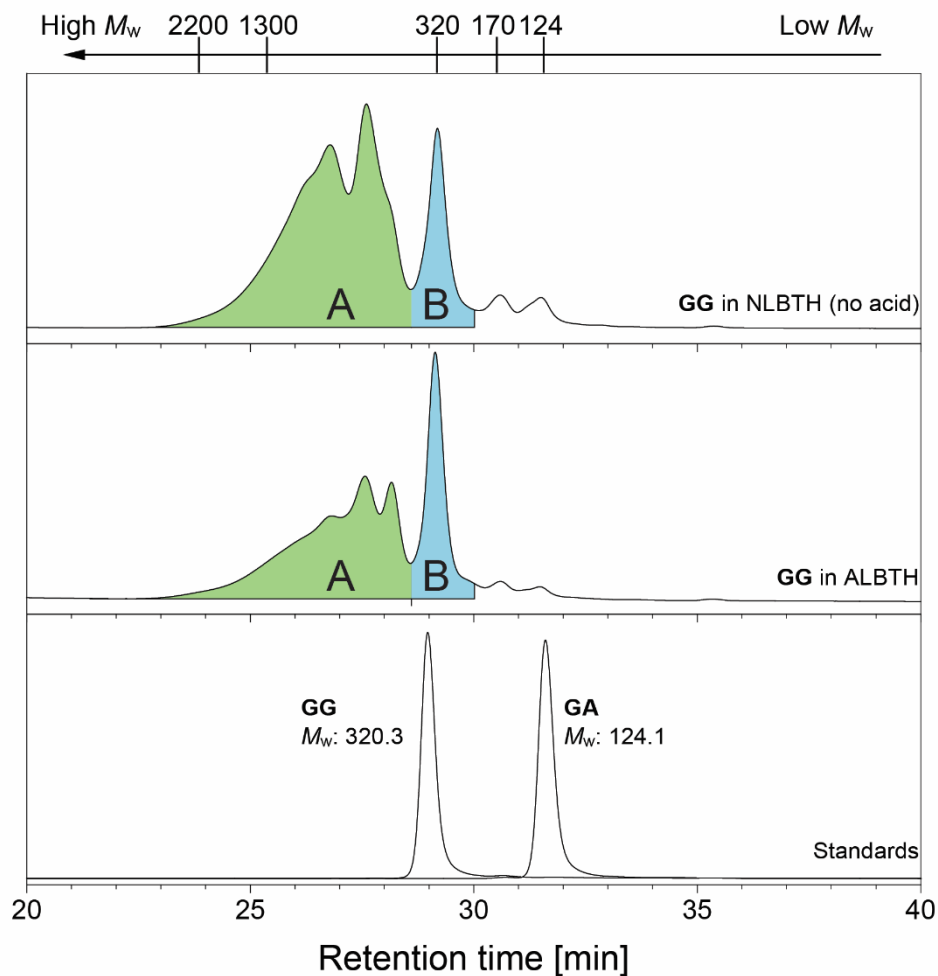 High Mw 2200 1300 320 170 124 Low Mw
A B
GG in NLBTH (no acid)
A B
GG in ALBTH
GG
Mw: 320.3
GA
Mw: 124.1
Standards
20 25 30 35 40
Retention time [min]